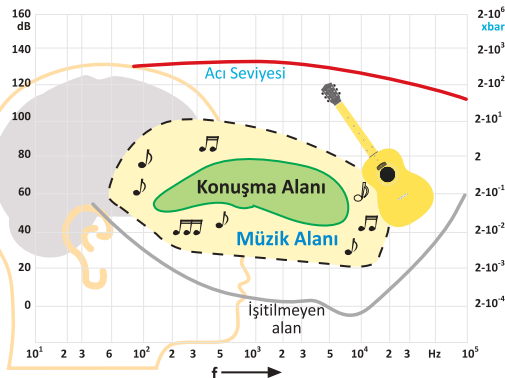 160
dB
140
120
100
80
60
40
20
0
2·10⁶
xbar
2·10³
2·10²
2·10¹
2
2·10⁻¹
2·10⁻²
2·10⁻³
2·10⁻⁴
Acı Seviyesi
Konuşma Alanı
Müzik Alanı
İşitilmeyen
alan
10¹ 2 3 6 10² 2 3 5 10³ 2 3 5 10⁴ 2 3 Hz 10⁵
f